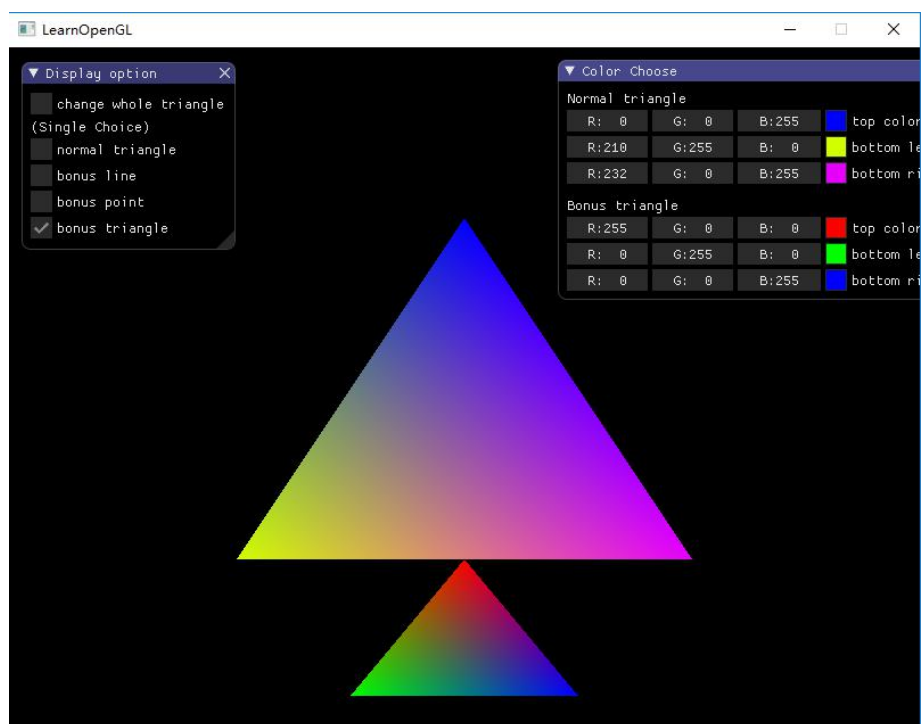 LearnOpenGL
Display option
change whole triangle
(Single Choice)
normal triangle
bonus line
bonus point
bonus triangle
Color Choose
Normal triangle
R: 0 G: 0 B:255 top color
R:210 G:255 B: 0 bottom le
R:232 G: 0 B:255 bottom ri
Bonus triangle
R:255 G: 0 B: 0 top color
R: 0 G:255 B: 0 bottom le
R: 0 G: 0 B:255 bottom ri